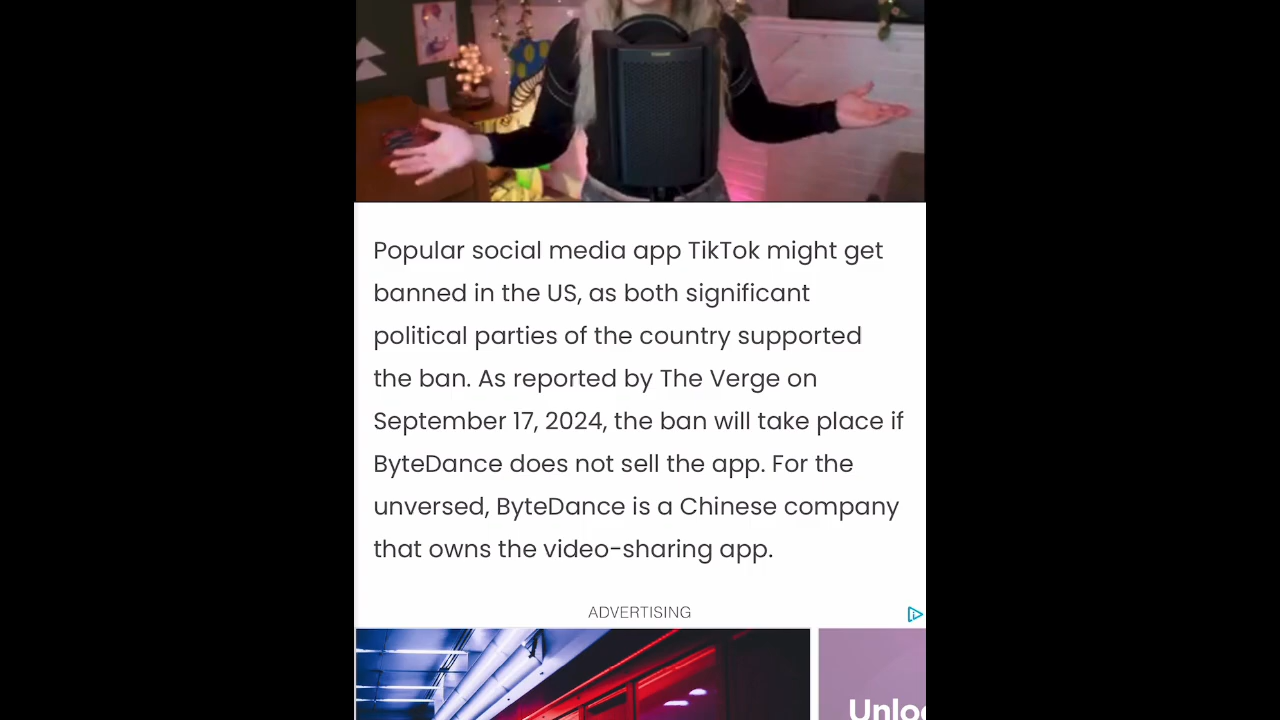 Popular social media app TikTok might get
banned in the US, as both significant
political parties of the country supported
the ban. As reported by The Verge on
September 17, 2024, the ban will take place if
ByteDance does not sell the app. For the
unversed, ByteDance is a Chinese company
that owns the video-sharing app.
ADVERTISING